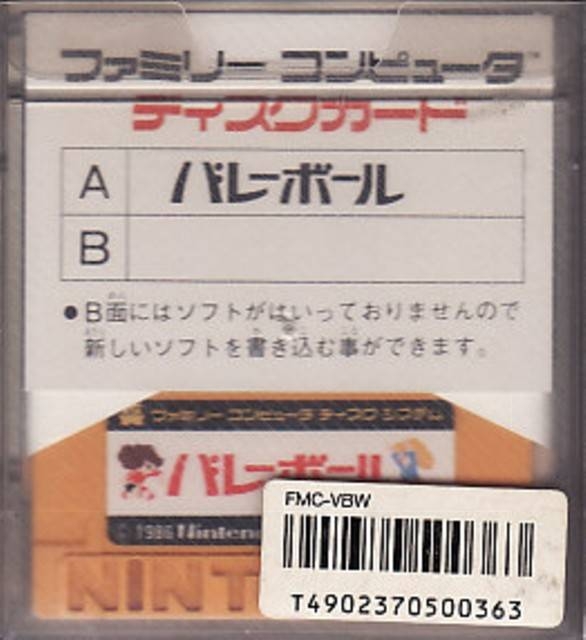 ファミリー コンピュータ™
ディスクカード
A バレーボール
B
●B面にはソフトがはいっておりませんので
新しいソフトを書き込む事ができます。
ファミリー コンピュータ ディスク システム
バレーボール
© 1986 Ninten
NINT
FMC-VBW
T4902370500363